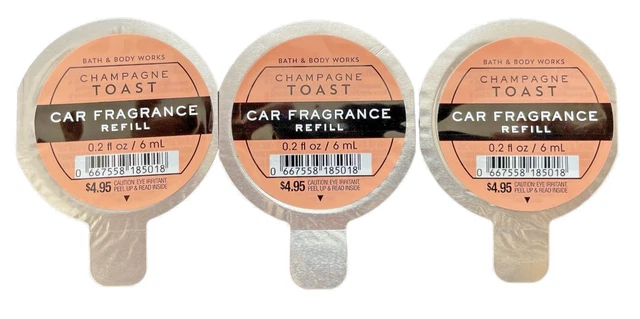 BATH & BODY WORKS
CHAMPAGNE
TOAST
CAR FRAGRANCE
REFILL
0.2 fl oz / 6 mL
0 667558 185018
$4.95 CAUTION: EYE IRRITANT.
PEEL UP & READ INSIDE
BATH & BODY WORKS
CHAMPAGNE
TOAST
CAR FRAGRANCE
REFILL
0.2 fl oz / 6 mL
0 667558 185018
$4.95 CAUTION: EYE IRRITANT.
PEEL UP & READ INSIDE
BATH & BODY WORKS
CHAMPAGNE
TOAST
CAR FRAGRANCE
REFILL
0.2 fl oz / 6 mL
0 667558 185018
$4.95 CAUTION: EYE IRRITANT.
PEEL UP & READ INSIDE